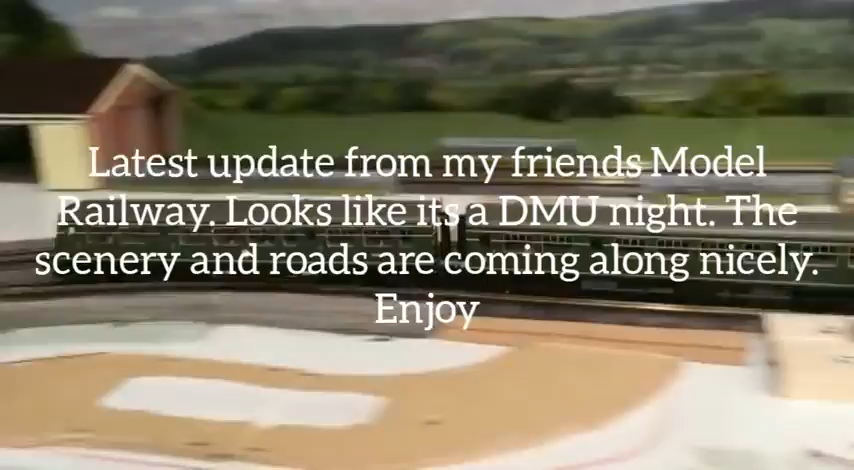 Latest update from my friends Model
Railway. Looks like its a DMU night. The
scenery and roads are coming along nicely.
Enjoy